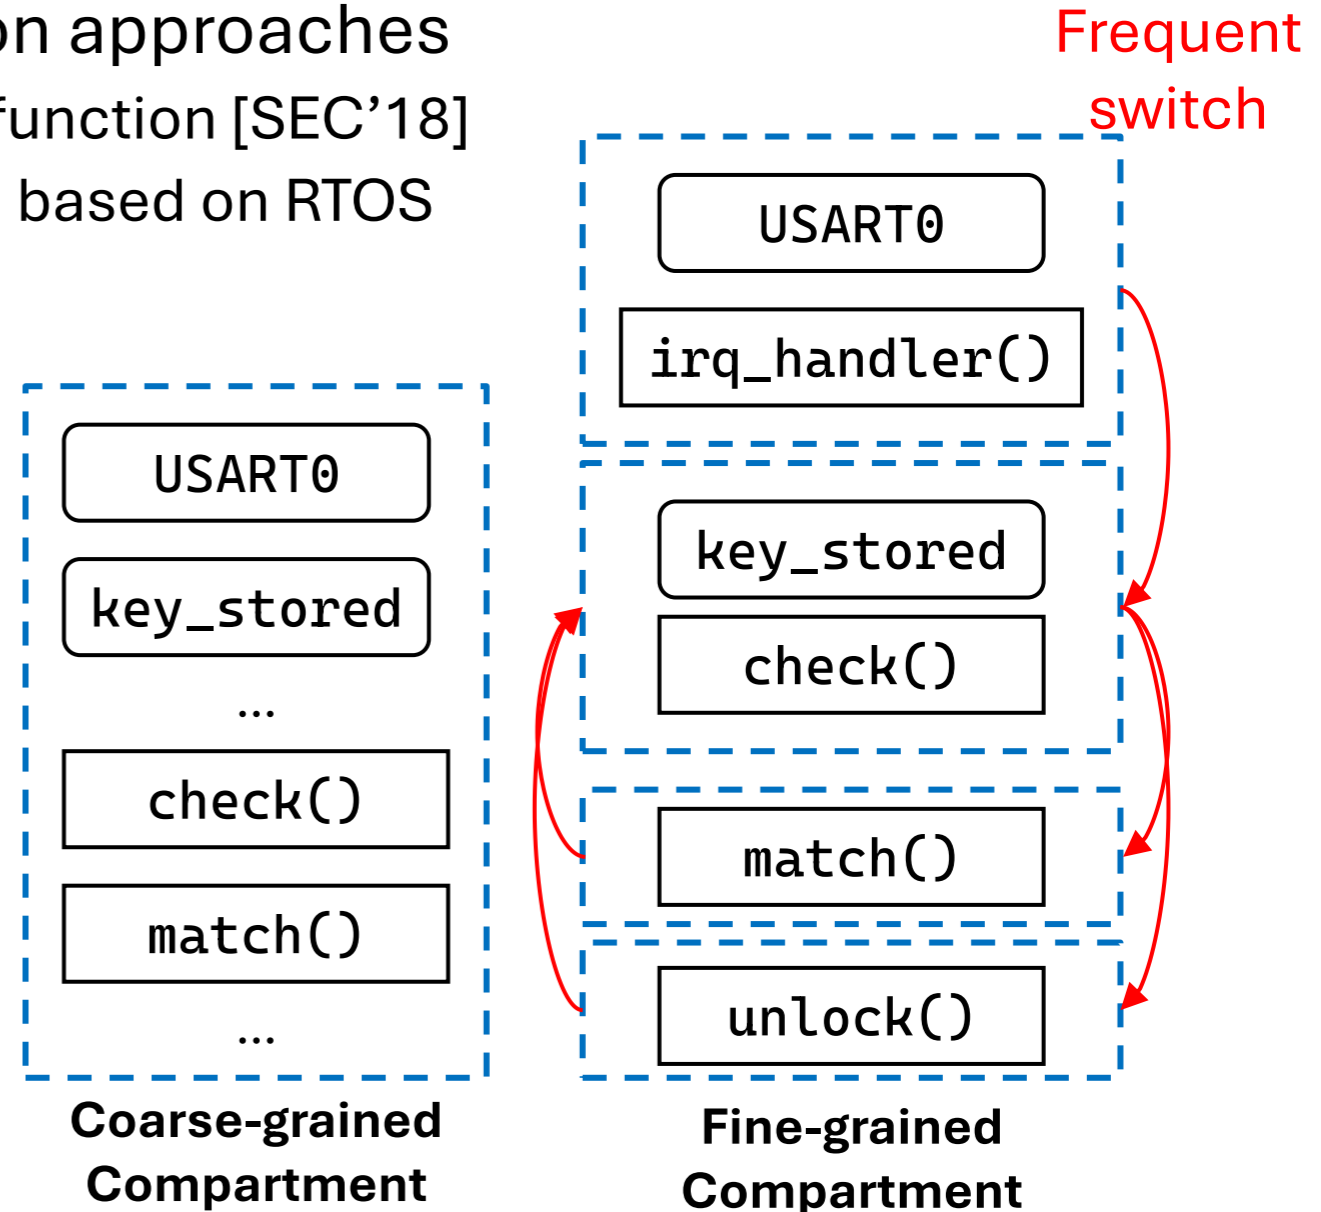 on approaches
function [SEC’18]
based on RTOS
Frequent
switch
USART0
key_stored
...
check()
match()
...
Coarse-grained
Compartment
USART0
irq_handler()
key_stored
check()
match()
unlock()
Fine-grained
Compartment